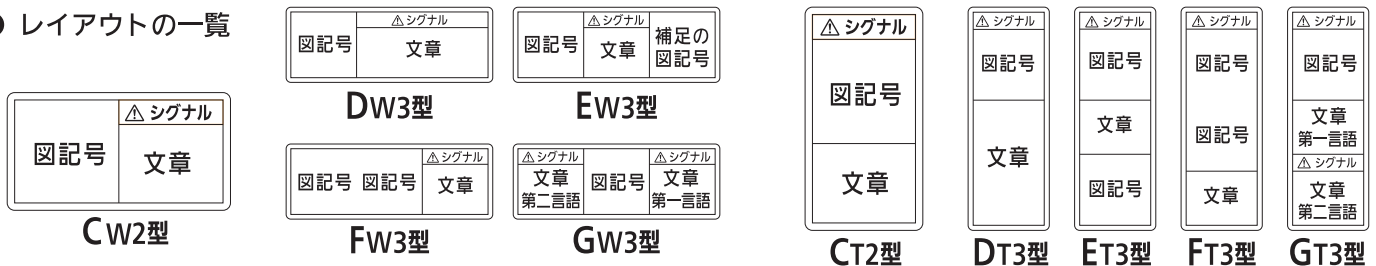 ● レイアウトの一覧
図記号
⚠ シグナル
文章
CW2型
図記号
⚠ シグナル
文章
DW3型
図記号
⚠ シグナル
文章
補足の
図記号
EW3型
図記号 図記号
⚠ シグナル
文章
FW3型
⚠ シグナル
文章
第二言語
図記号
⚠ シグナル
文章
第一言語
GW3型
⚠ シグナル
図記号
文章
CT2型
⚠ シグナル
図記号
文章
DT3型
⚠ シグナル
図記号
文章
図記号
ET3型
⚠ シグナル
図記号
図記号
文章
FT3型
⚠ シグナル
図記号
文章
第一言語
⚠ シグナル
文章
第二言語
GT3型